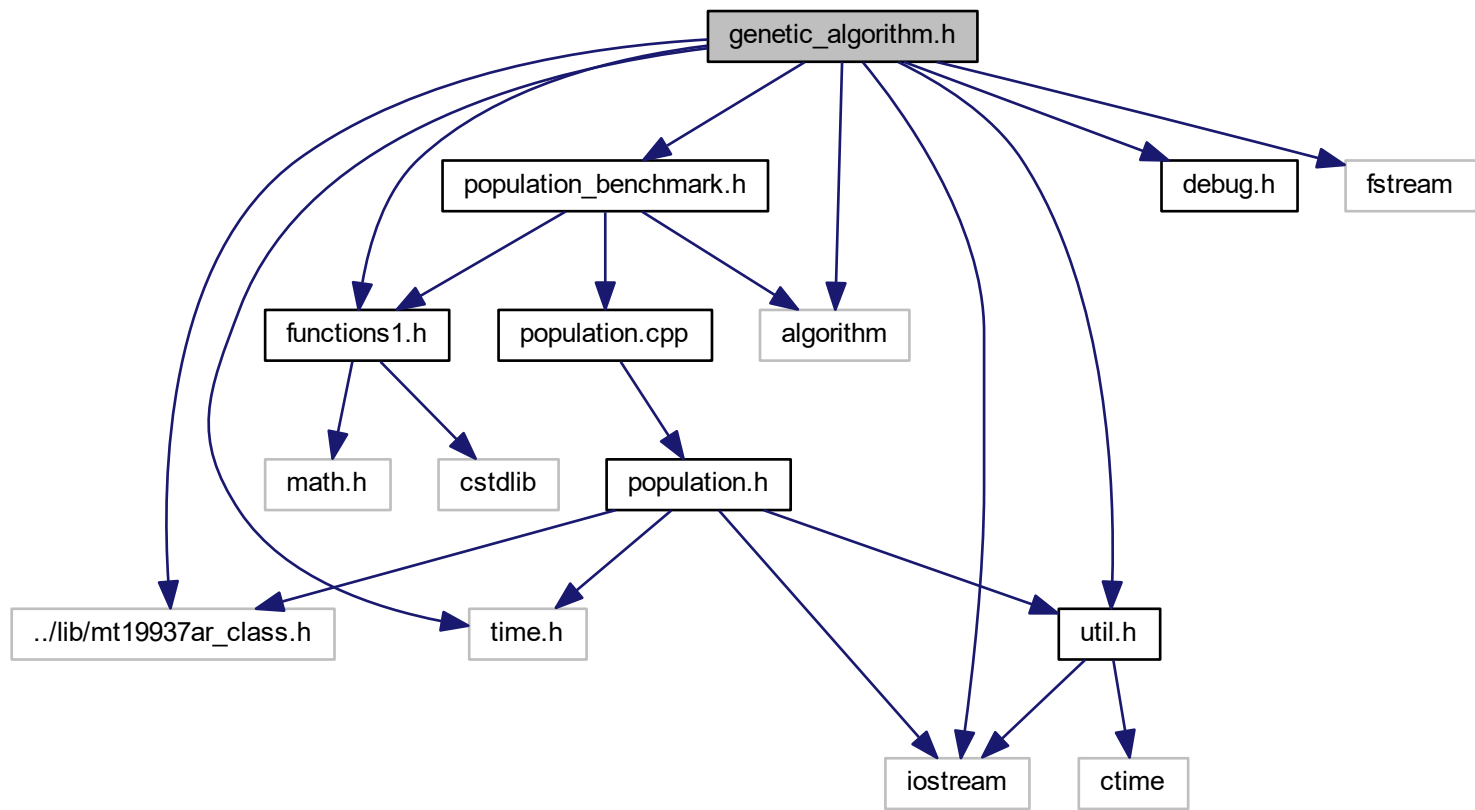 genetic_algorithm.h
population_benchmark.h
debug.h
fstream
functions1.h
population.cpp
algorithm
math.h
cstdlib
population.h
../lib/mt19937ar_class.h
time.h
util.h
iostream
ctime